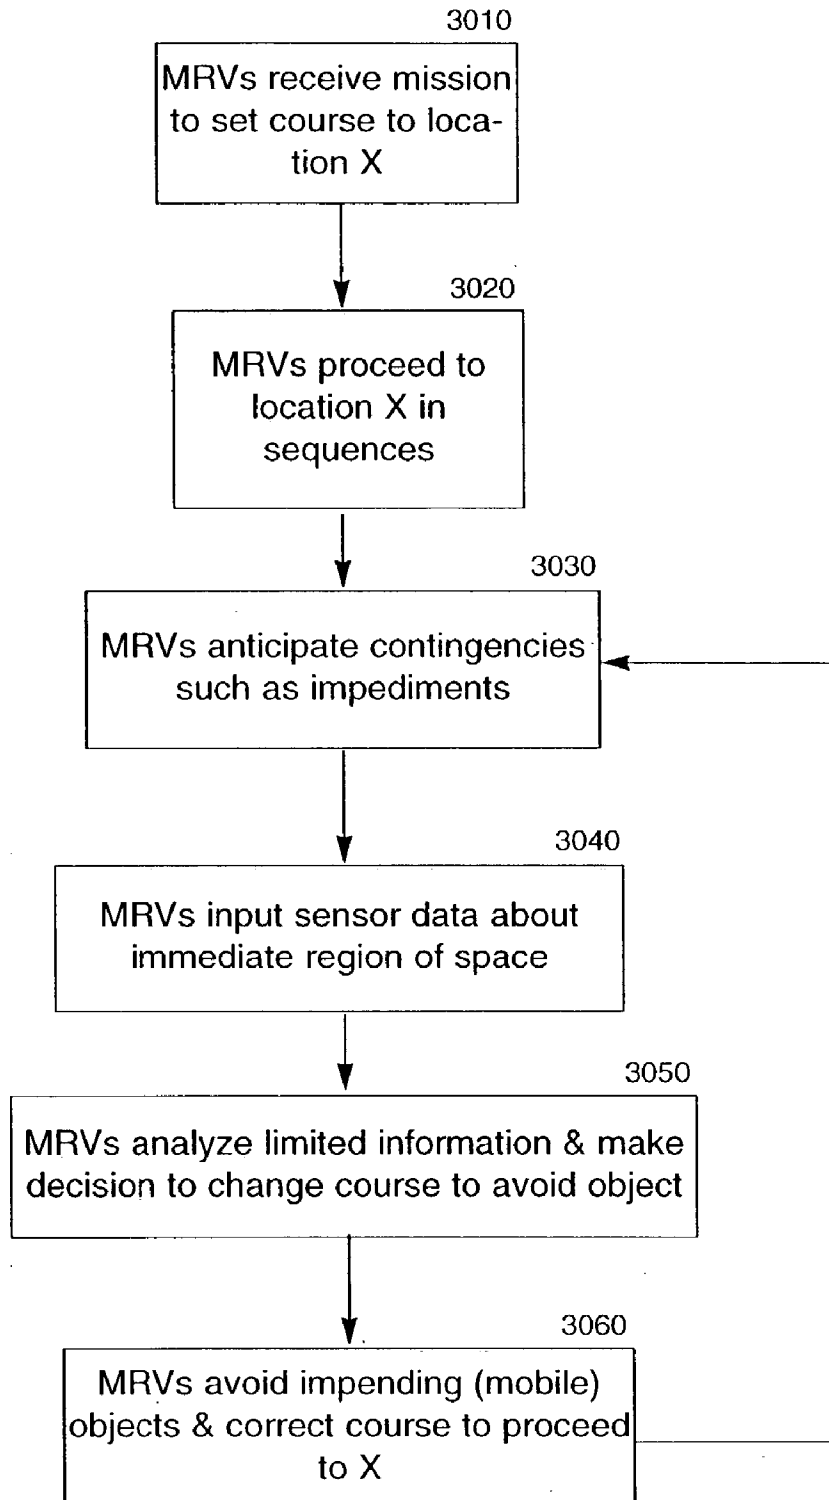 3010
MRVs receive mission
to set course to loca-
tion X
3020
MRVs proceed to
location X in
sequences
3030
MRVs anticipate contingencies
such as impediments
3040
MRVs input sensor data about
immediate region of space
3050
MRVs analyze limited information & make
decision to change course to avoid object
3060
MRVs avoid impending (mobile)
objects & correct course to proceed
to X